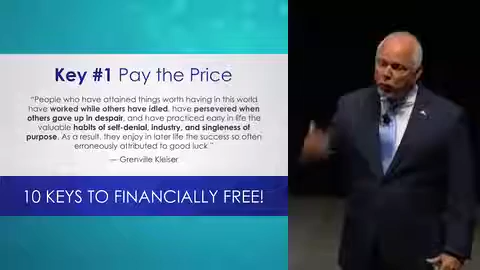 Key #1 Pay the Price
“People who have attained things worth having in this world
have worked while others have idled, have persevered when
others gave up in despair, and have practiced early in life the
valuable habits of self-denial, industry, and singleness of
purpose. As a result, they enjoy in later life the success so often
erroneously attributed to good luck.”
— Grenville Kleiser
10 KEYS TO FINANCIALLY FREE!